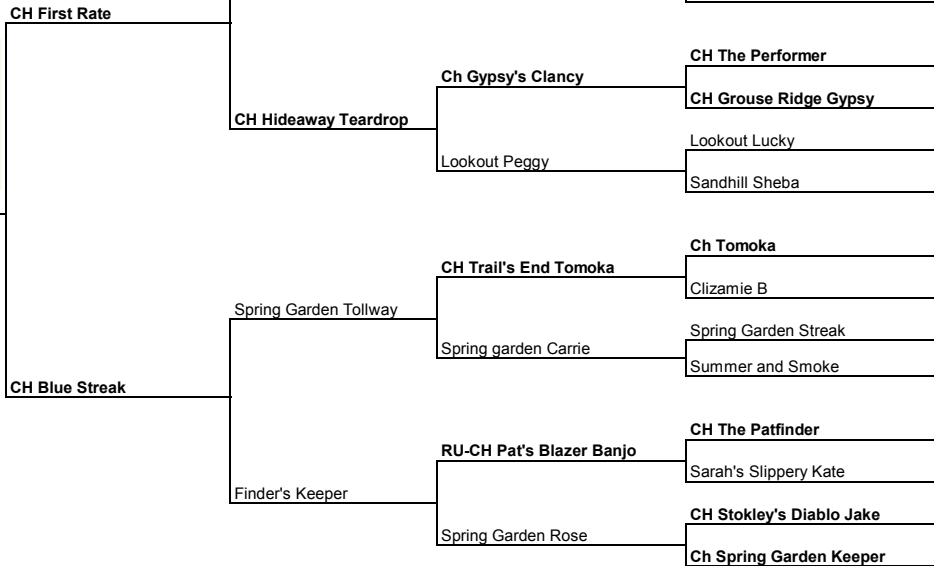 CH First Rate
CH The Performer
Ch Gypsy's Clancy
CH Grouse Ridge Gypsy
CH Hideaway Teardrop
Lookout Lucky
Lookout Peggy
Sandhill Sheba
Ch Tomoka
CH Trail's End Tomoka
Clizamie B
Spring Garden Tollway
Spring Garden Streak
Spring garden Carrie
Summer and Smoke
CH Blue Streak
CH The Patfinder
RU-CH Pat's Blazer Banjo
Sarah's Slippery Kate
Finder's Keeper
CH Stokley's Diablo Jake
Spring Garden Rose
Ch Spring Garden Keeper